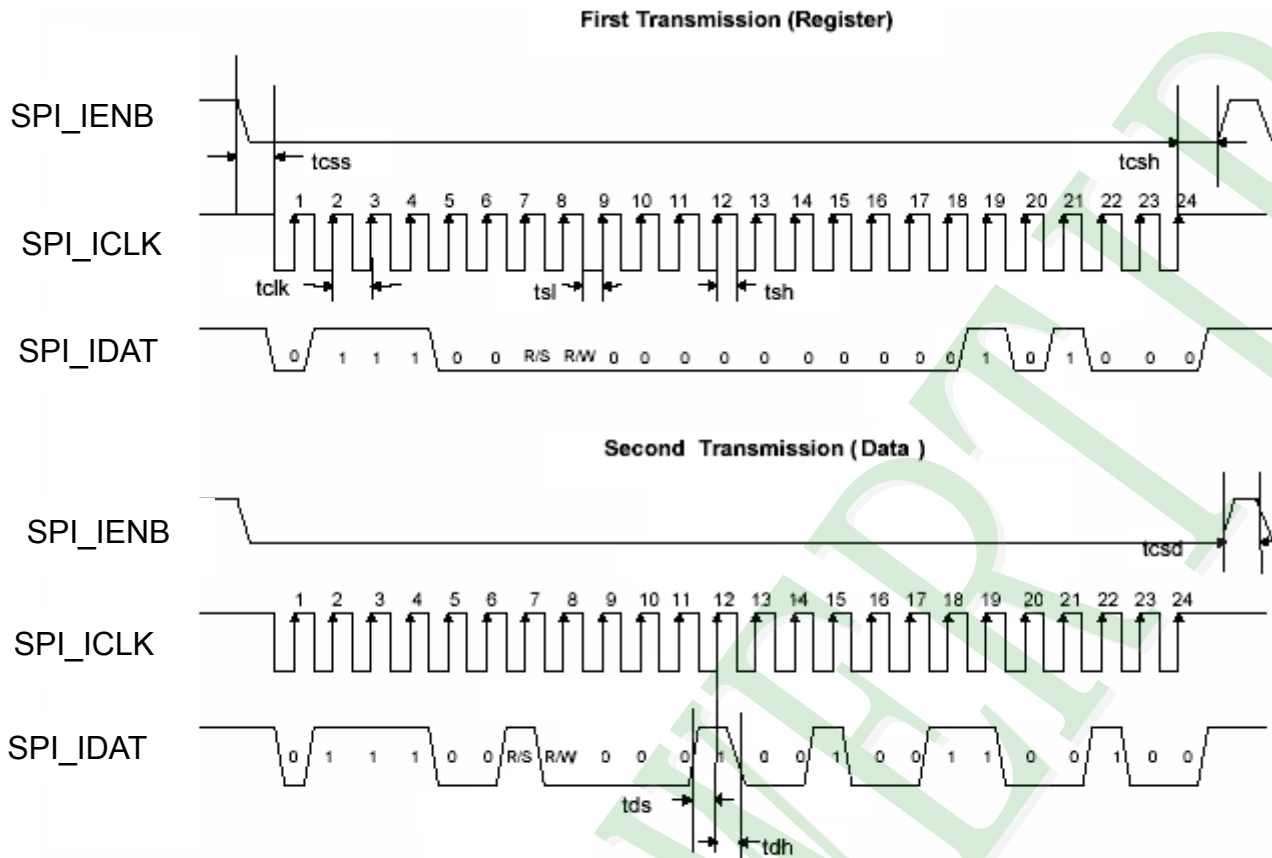 First Transmission (Register)
SPI_IENB
tcss
tcsh
1 2 3 4 5 6 7 8 9 10 11 12 13 14 15 16 17 18 19 20 21 22 23 24
SPI_ICLK
tclk
tsl
tsh
SPI_IDAT
0 1 1 1 0 0 R/S R/W 0 0 0 0 0 0 0 0 0 0 1 0 1 0 0 0
Second Transmission ( Data )
SPI_IENB
tcsd
1 2 3 4 5 6 7 8 9 10 11 12 13 14 15 16 17 18 19 20 21 22 23 24
SPI_ICLK
SPI_IDAT
0 1 1 1 0 0 R/S R/W 0 0 0 1 0 0 1 0 0 1 1 0 0 1 0 0
tds
tdh